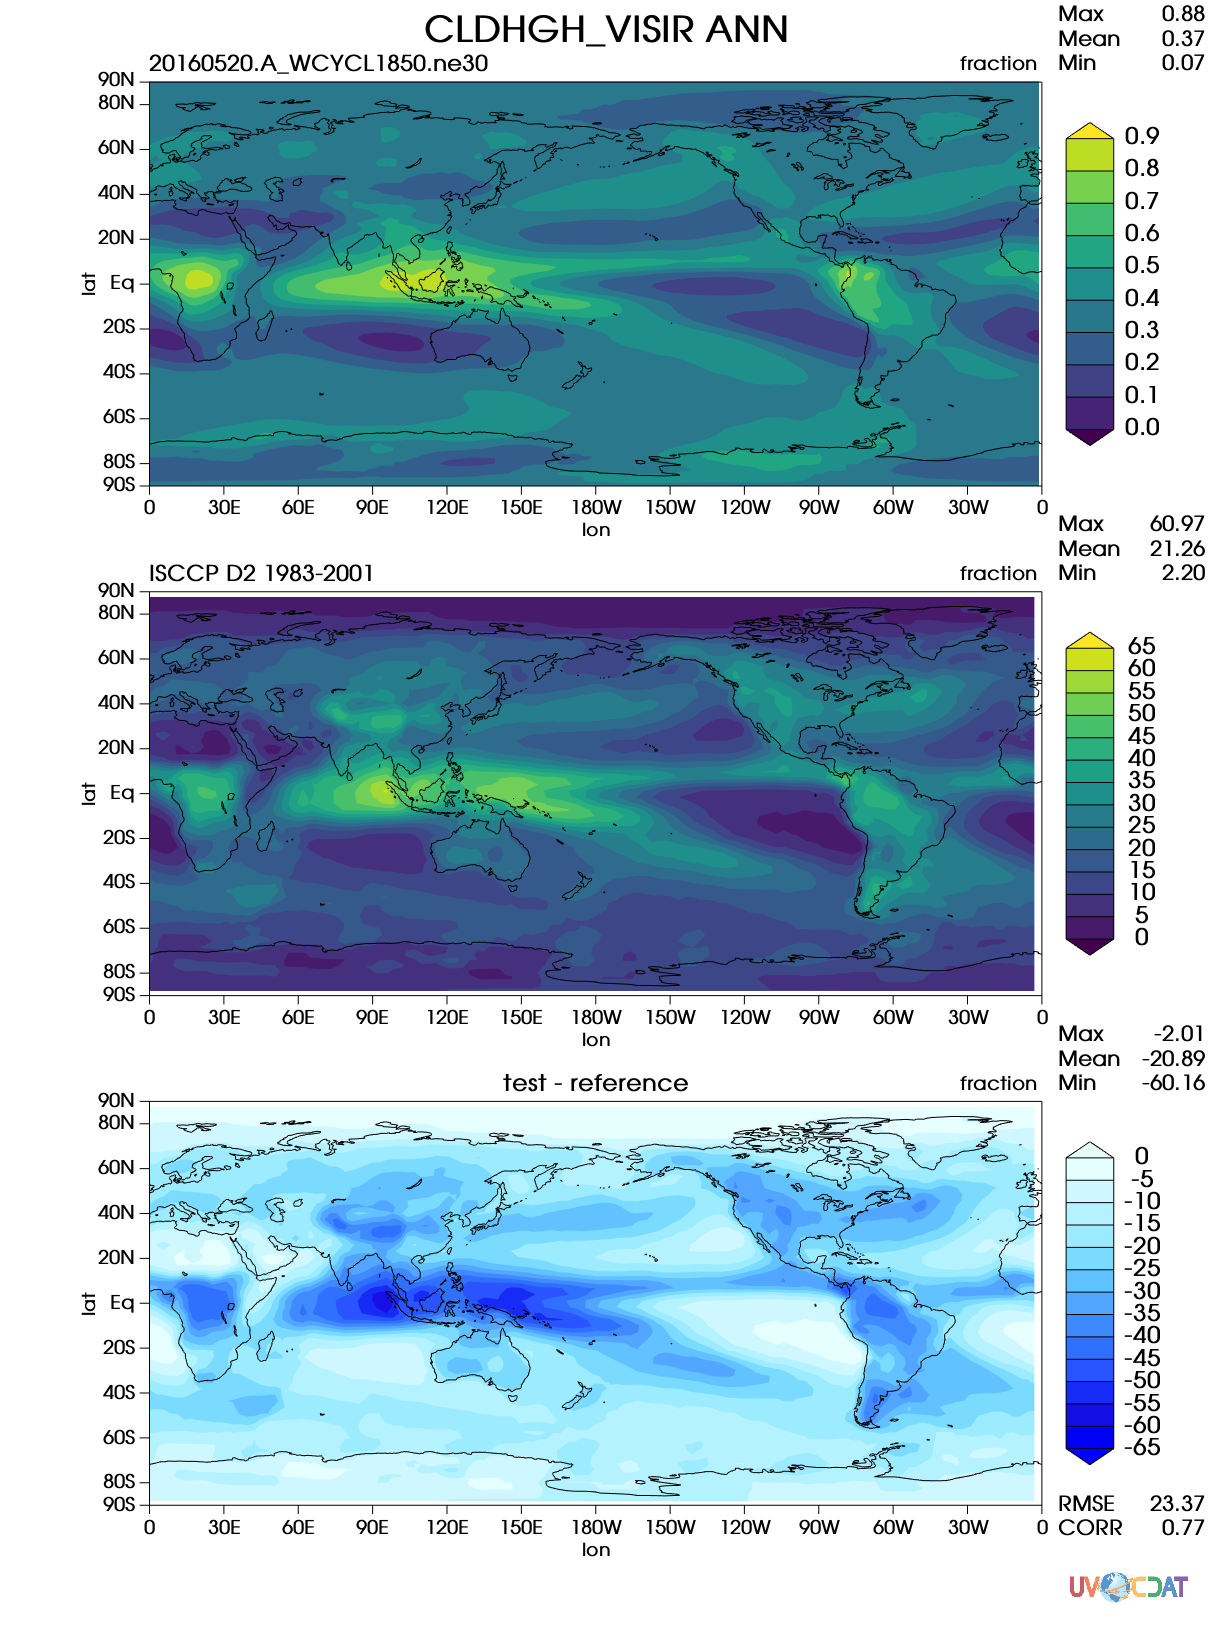 CLDHGH_VISIR ANN
20160520.A_WCYCL1850.ne30
fraction
Max 0.88
Mean 0.37
Min 0.07
90N
80N
60N
40N
20N
Eq
20S
40S
60S
80S
90S
lat
0 30E 60E 90E 120E 150E 180W 150W 120W 90W 60W 30W 0
lon
0.9
0.8
0.7
0.6
0.5
0.4
0.3
0.2
0.1
0.0
ISCCP D2 1983-2001
fraction
Max 60.97
Mean 21.26
Min 2.20
90N
80N
60N
40N
20N
Eq
20S
40S
60S
80S
90S
lat
0 30E 60E 90E 120E 150E 180W 150W 120W 90W 60W 30W 0
lon
65
60
55
50
45
40
35
30
25
20
15
10
5
0
test - reference
fraction
Max -2.01
Mean -20.89
Min -60.16
90N
80N
60N
40N
20N
Eq
20S
40S
60S
80S
90S
lat
0 30E 60E 90E 120E 150E 180W 150W 120W 90W 60W 30W 0
lon
0
-5
-10
-15
-20
-25
-30
-35
-40
-45
-50
-55
-60
-65
RMSE 23.37
CORR 0.77
UV CDAT